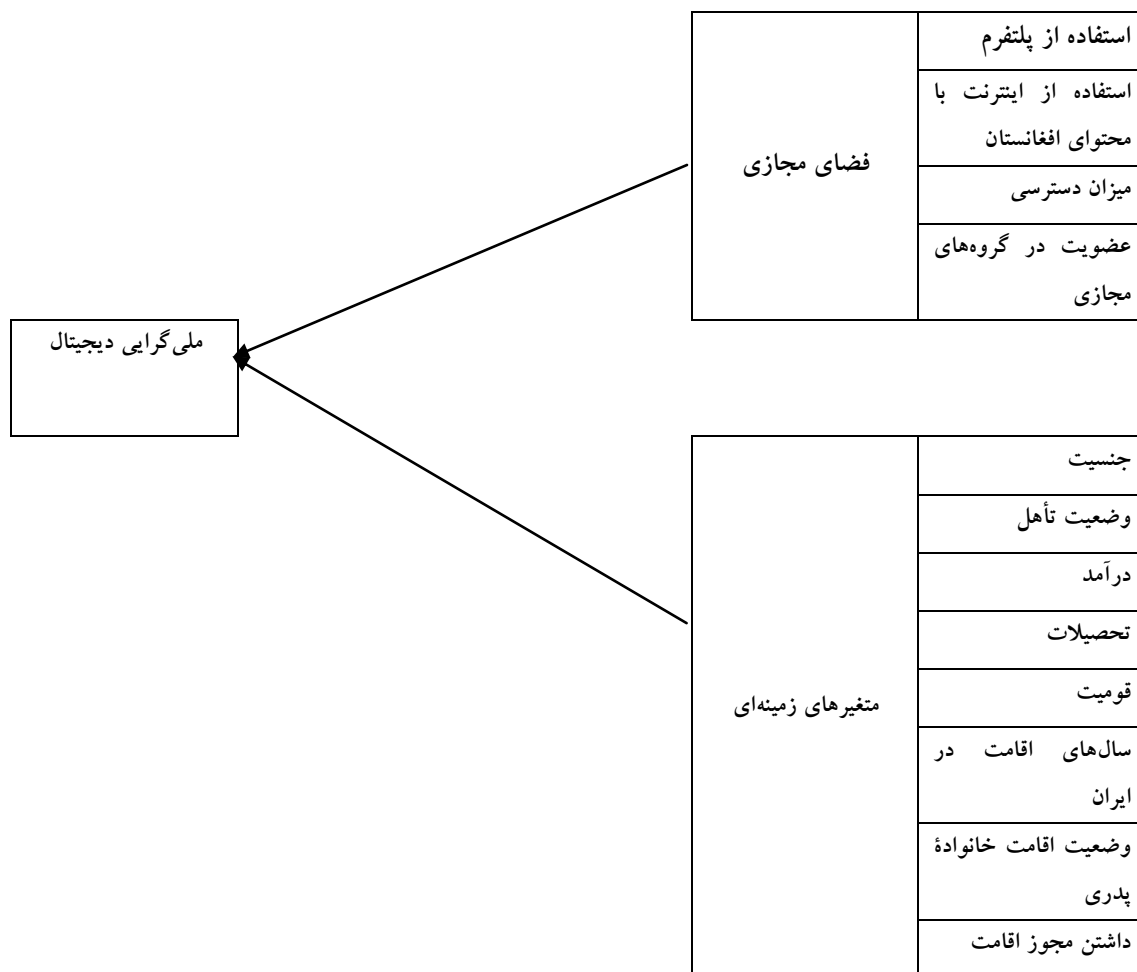 استفاده از پلتفرم
استفاده از اینترنت با
محتوای افغانستان
میزان دسترسی
عضویت در گروه‌های
مجازی
فضای مجازی
ملی‌گرایی دیجیتال
جنسیت
وضعیت تأهل
درآمد
تحصیلات
قومیت
سال‌های اقامت در
ایران
وضعیت اقامت خانوادۀ
پدری
داشتن مجوز اقامت
متغیرهای زمینه‌ای